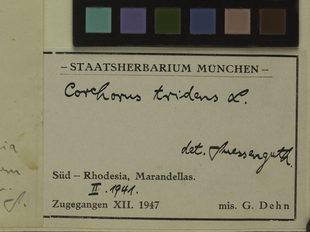 – STAATSHERBARIUM MÜNCHEN –
Corchorus tridens L.
det. Suessenguth.
Süd – Rhodesia, Marandellas.
II. 1941.
Zugegangen XII. 1947 mis. G. Dehn